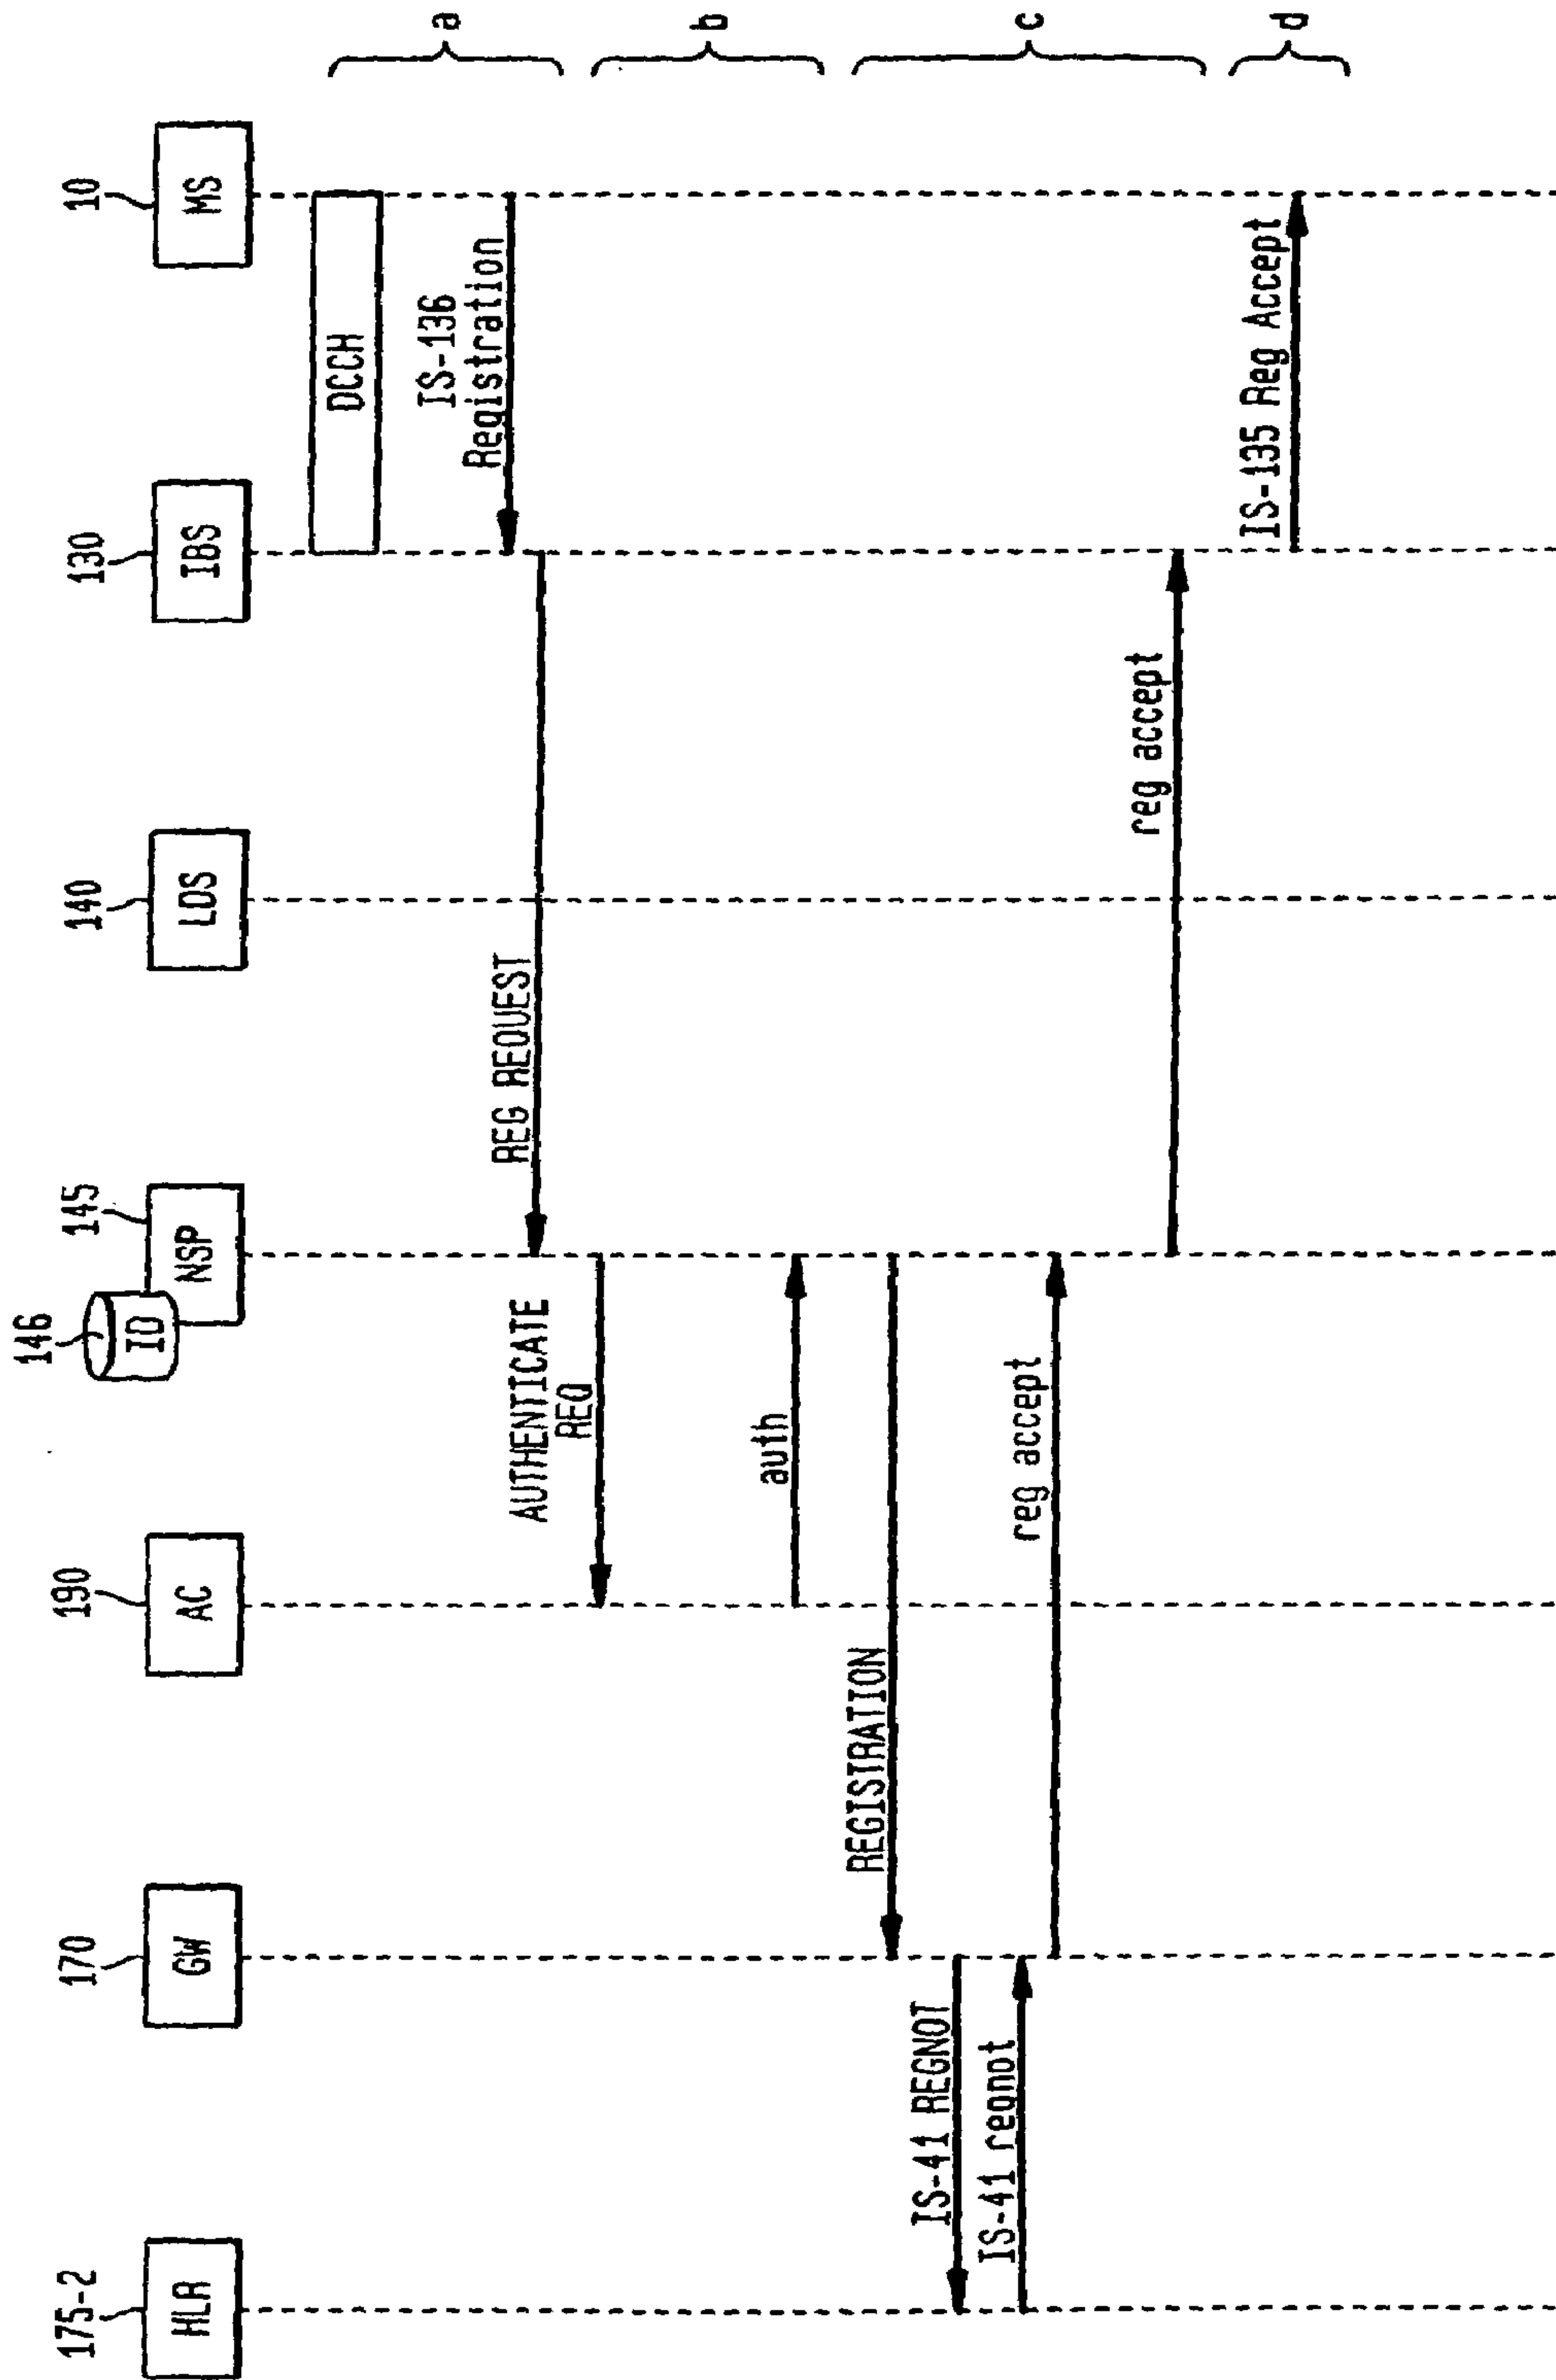 175-2
170
190
146
145
140
130
10
HLR
GW
AC
ID
NSP
LDS
IBS
MS
DCCH
a
IS-136
Registration
REG REQUEST
AUTHENTICATE
REQ
b
auth
REGISTRATION
IS-41 REGNOT
IS-41 regnot
reg accept
c
reg accept
IS-135 Reg Accept
d